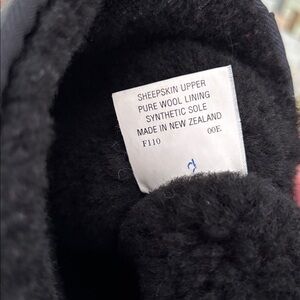 SHEEPSKIN UPPER
PURE WOOL LINING
SYNTHETIC SOLE
MADE IN NEW ZEALAND
F110 00E